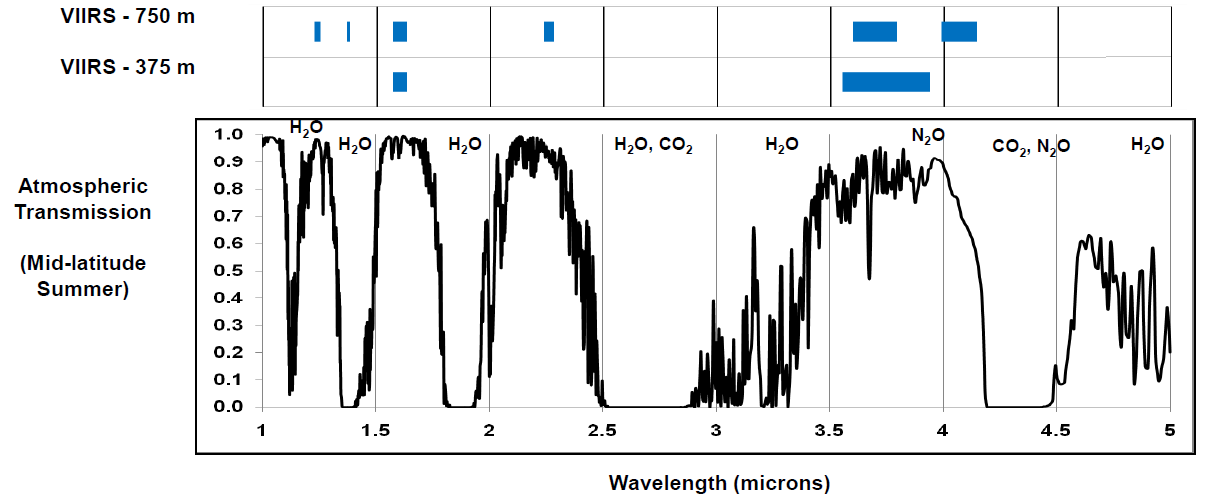 VIIRS - 750 m
VIIRS - 375 m
Atmospheric
Transmission
(Mid-latitude
Summer)
1.0
0.9
0.8
0.7
0.6
0.5
0.4
0.3
0.2
0.1
0.0
H₂O
H₂O
H₂O
H₂O, CO₂
H₂O
N₂O
CO₂, N₂O
H₂O
1 1.5 2 2.5 3 3.5 4 4.5 5
Wavelength (microns)